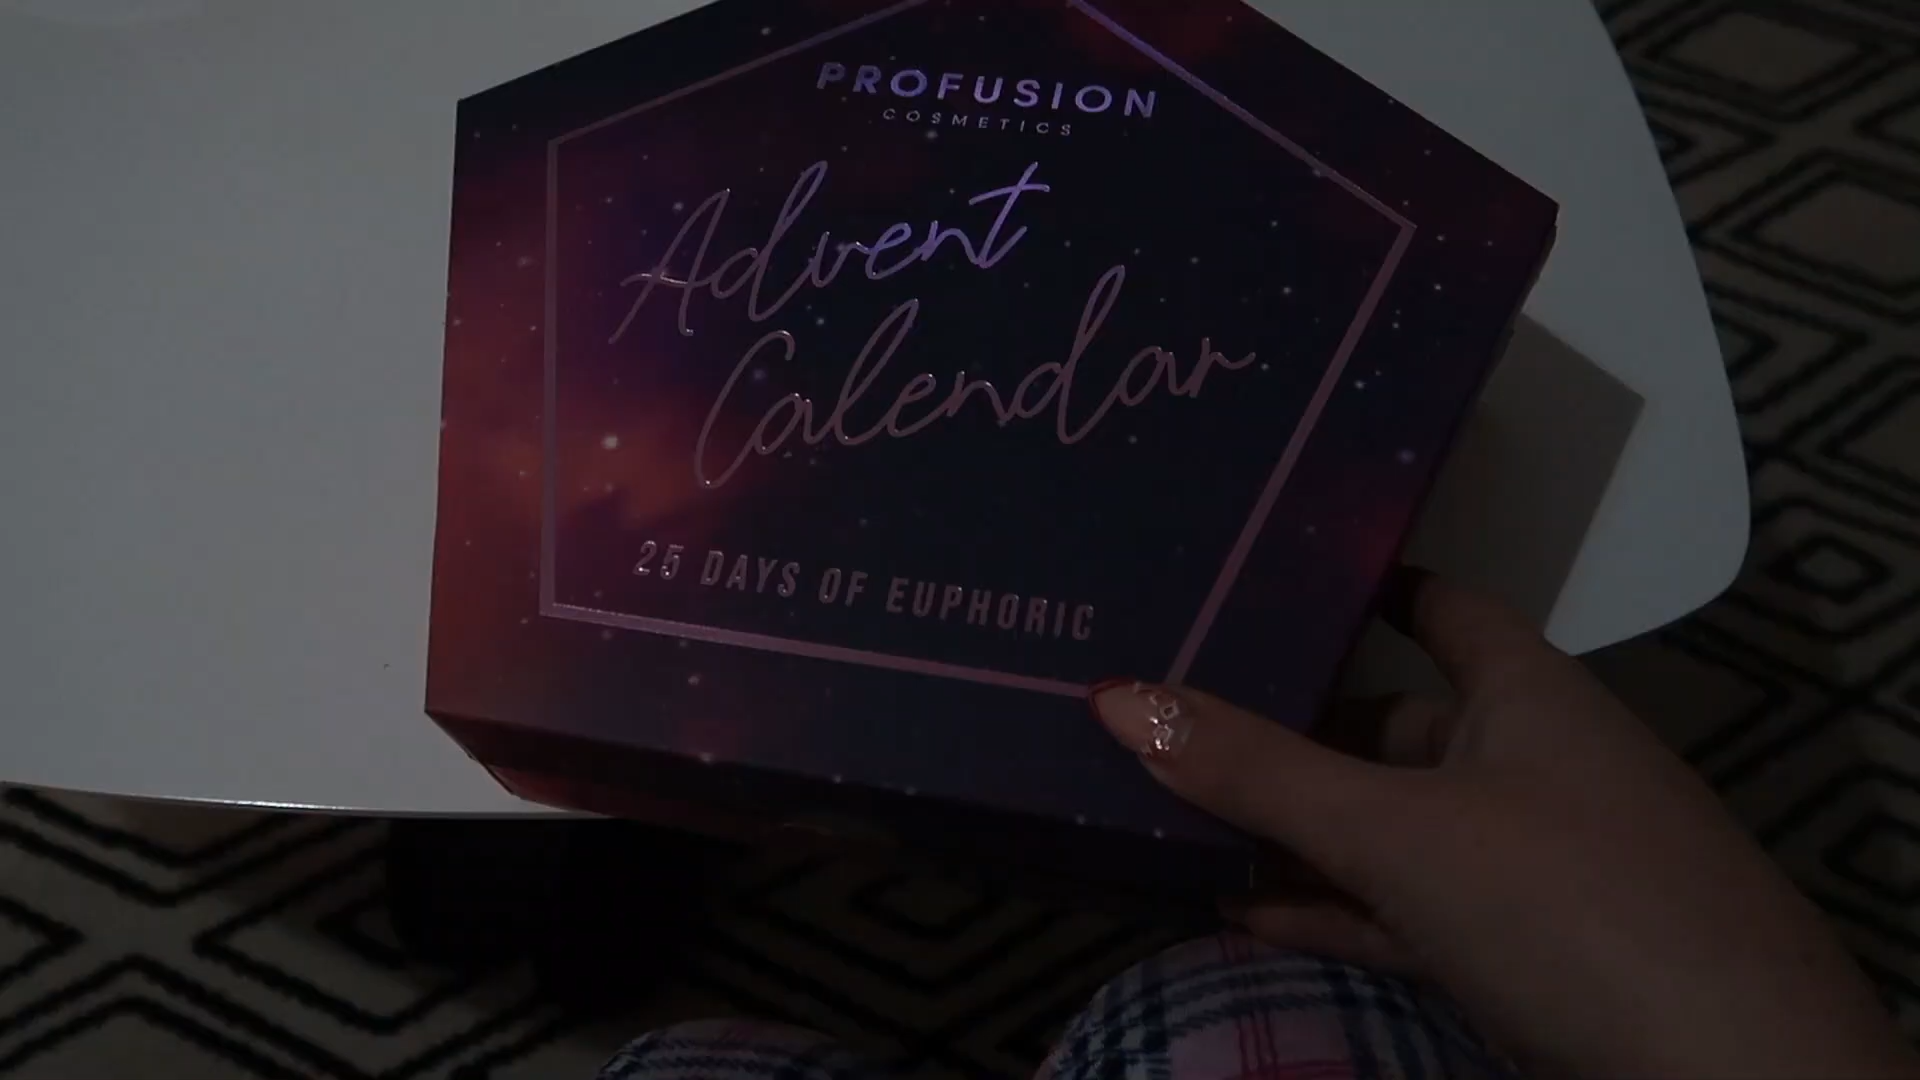 PROFUSION
COSMETICS
Advent
Calendar
25 DAYS OF EUPHORIC